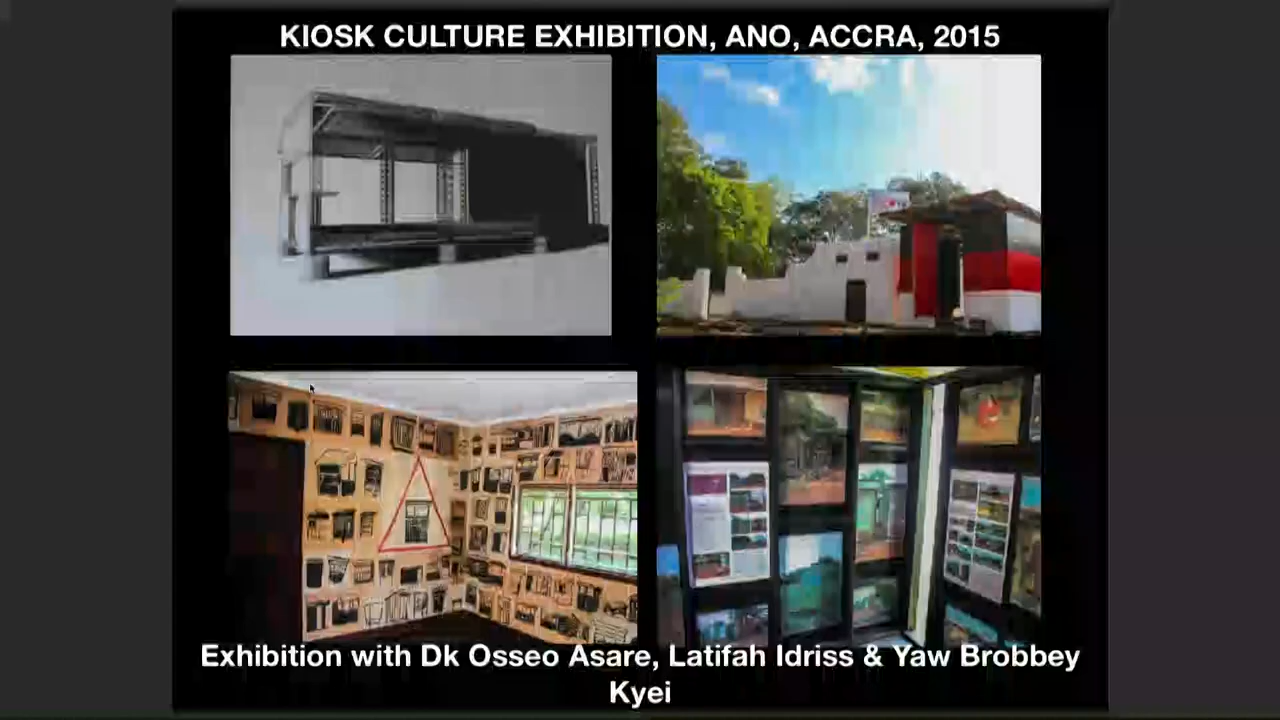 KIOSK CULTURE EXHIBITION, ANO, ACCRA, 2015
Exhibition with Dk Osseo Asare, Latifah Idriss & Yaw Brobbey
Kyei